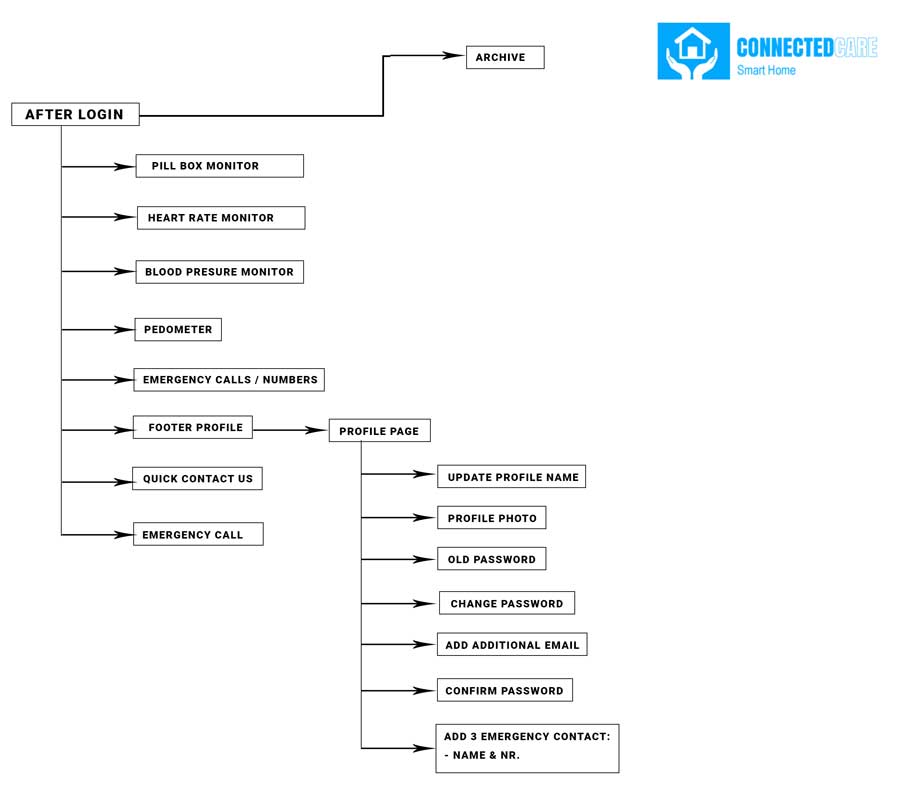 CONNECTEDCARE
Smart Home
ARCHIVE
AFTER LOGIN
PILL BOX MONITOR
HEART RATE MONITOR
BLOOD PRESURE MONITOR
PEDOMETER
EMERGENCY CALLS / NUMBERS
FOOTER PROFILE
PROFILE PAGE
QUICK CONTACT US
EMERGENCY CALL
UPDATE PROFILE NAME
PROFILE PHOTO
OLD PASSWORD
CHANGE PASSWORD
ADD ADDITIONAL EMAIL
CONFIRM PASSWORD
ADD 3 EMERGENCY CONTACT:
- NAME & NR.